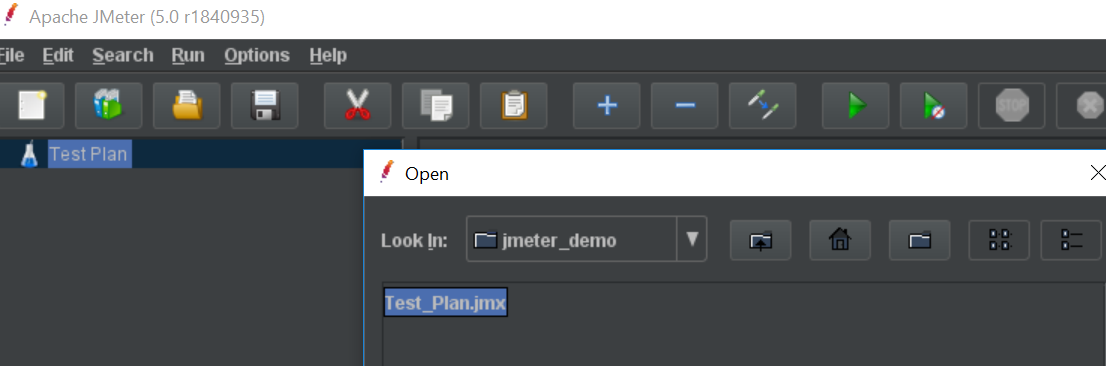 Apache JMeter (5.0 r1840935)
File Edit Search Run Options Help
STOP
Test Plan
Open
Look In: jmeter_demo
Test_Plan.jmx